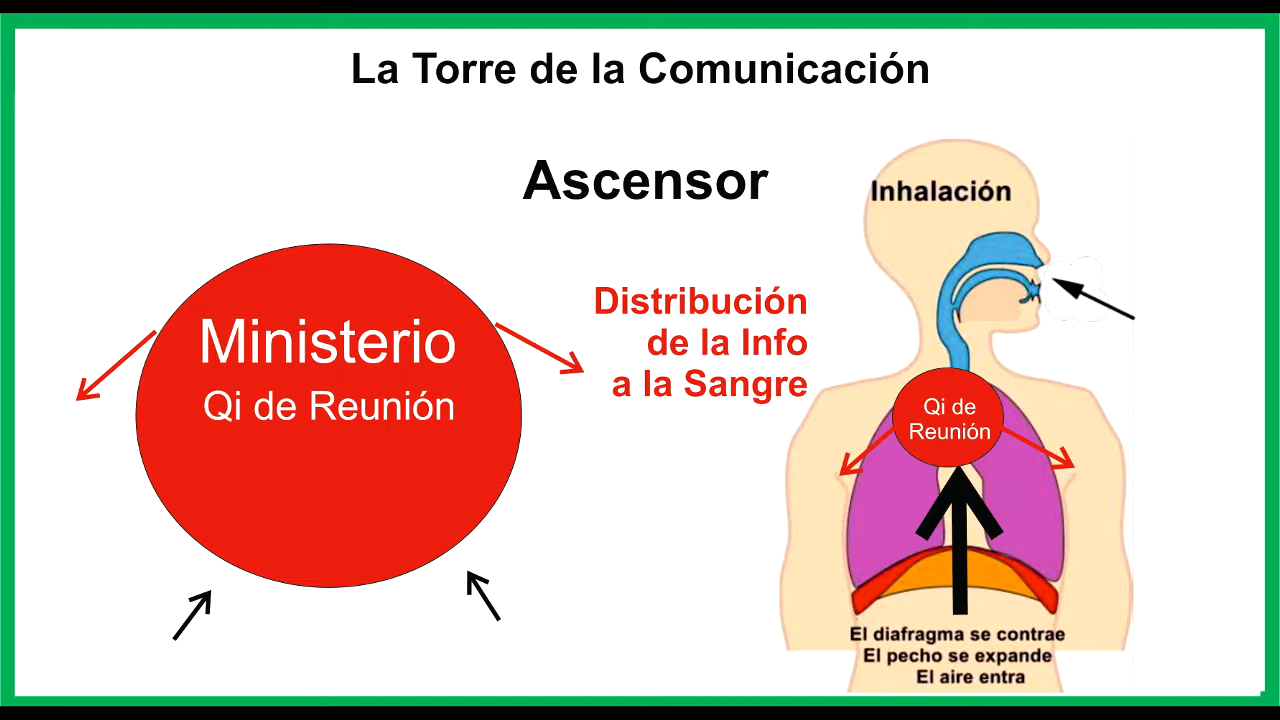 La Torre de la Comunicación
Ascensor
Ministerio
Qi de Reunión
Distribución
de la Info
a la Sangre
Inhalación
Qi de
Reunión
El diafragma se contrae
El pecho se expande
El aire entra